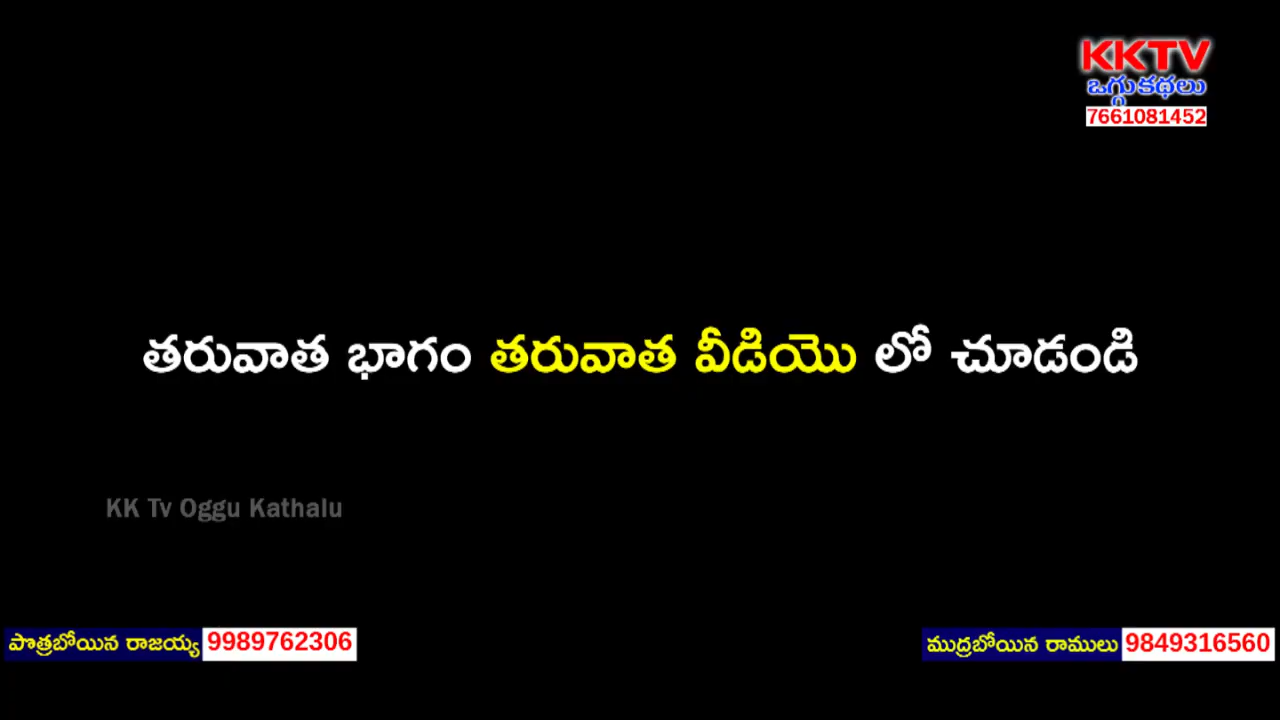 KKTV
ఒగ్గుకథలు
7661081452
తరువాత భాగం తరువాత వీడియొ లో చూడండి
KK Tv Oggu Kathalu
పొత్రబోయిన రాజయ్య 9989762306
ముద్రబోయిన రాములు 9849316560